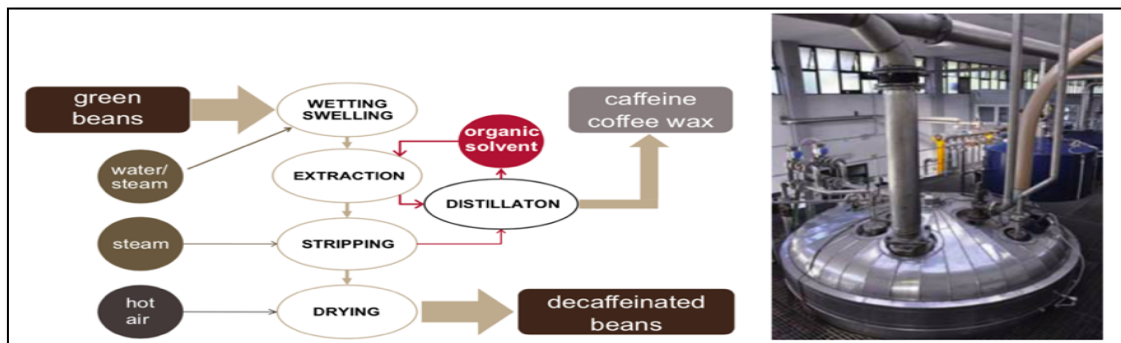 green
beans
WETTING
SWELLING
caffeine
coffee wax
organic
solvent
water/
steam
EXTRACTION
DISTILLATON
steam
STRIPPING
hot
air
DRYING
decaffeinated
beans